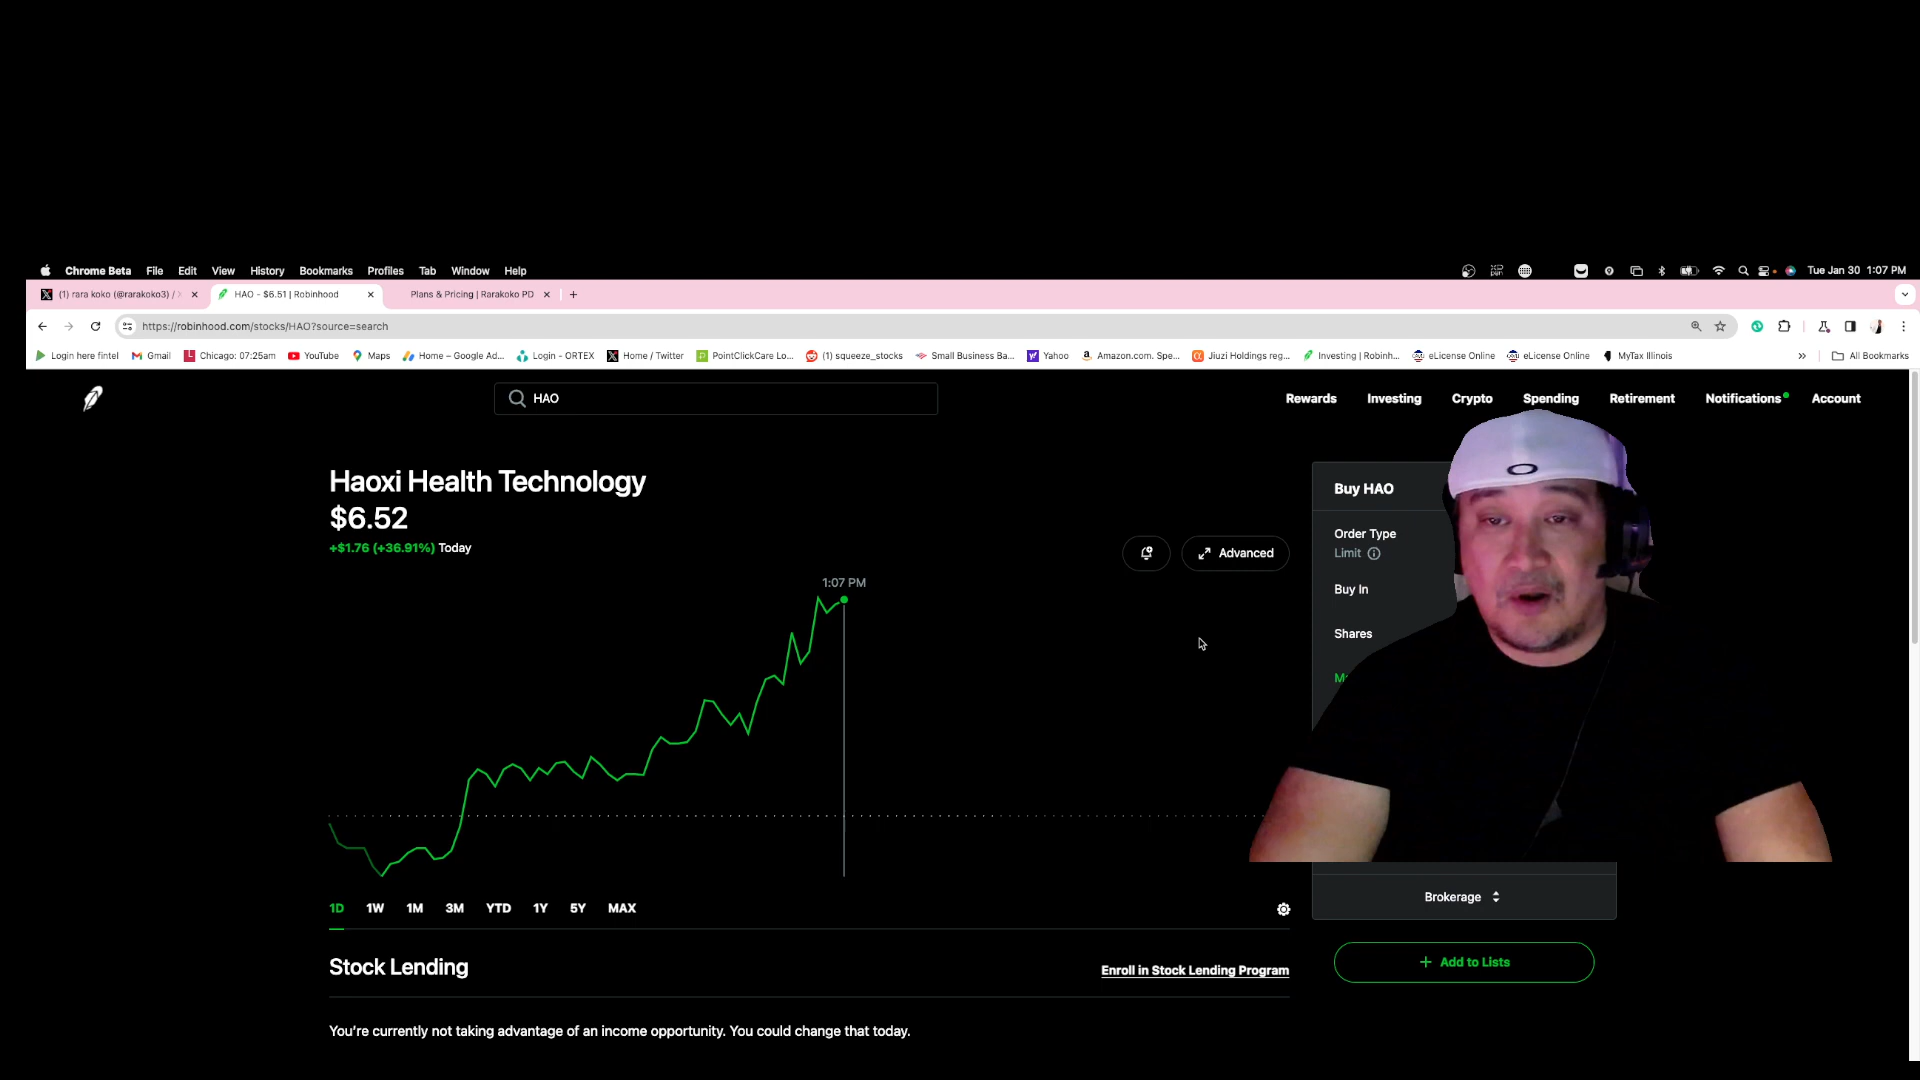 Chrome Beta File Edit View History Bookmarks Profiles Tab Window Help Tue Jan 30 1:07 PM
(1) rara koko (@rarakoko3) / HAO - $6.51 | Robinhood Plans & Pricing | Rarakoko PD
https://robinhood.com/stocks/HAO?source=search
Login here fintel Gmail Chicago: 07:25am YouTube Maps Home – Google Ad... Login - ORTEX Home / Twitter PointClickCare Lo... (1) squeeze_stocks Small Business Ba... Yahoo Amazon.com. Spe... Jiuzi Holdings reg... Investing | Robinh... eLicense Online eLicense Online MyTax Illinois » All Bookmarks
HAO Rewards Investing Crypto Spending Retirement Notifications Account
Haoxi Health Technology
$6.52
+$1.76 (+36.91%) Today
Advanced
1:07 PM
Buy HAO
Order Type
Limit
Buy In
Shares
1D 1W 1M 3M YTD 1Y 5Y MAX
Brokerage
Stock Lending
Enroll in Stock Lending Program
+ Add to Lists
You’re currently not taking advantage of an income opportunity. You could change that today.